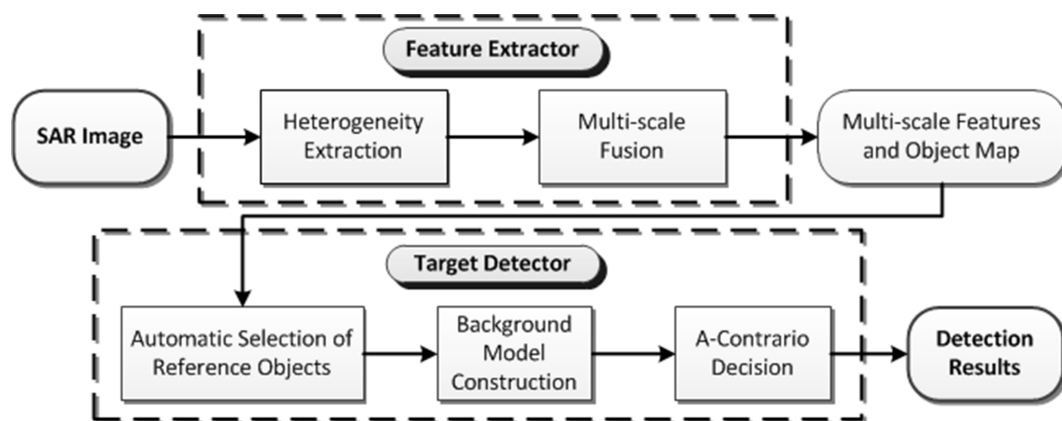 Feature Extractor
SAR Image
Heterogeneity
Extraction
Multi-scale
Fusion
Multi-scale Features
and Object Map
Target Detector
Automatic Selection of
Reference Objects
Background
Model
Construction
A-Contrario
Decision
Detection
Results